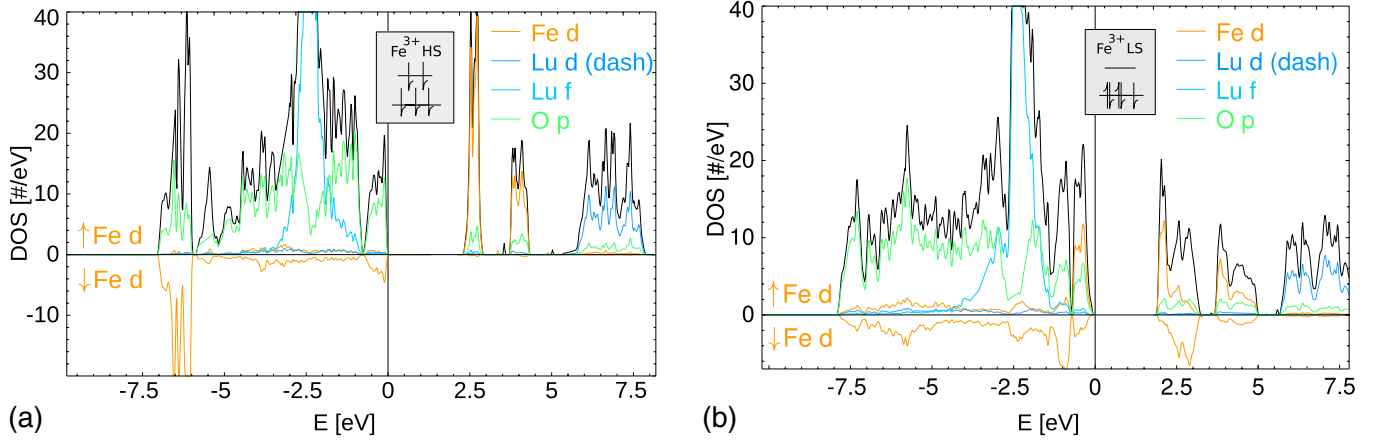 40
30
20
10
0
-10
DOS [#/eV]
Fe³⁺ HS
Fe d
Lu d (dash)
Lu f
O p
↑Fe d
↓Fe d
-7.5
-5
-2.5
0
2.5
5
7.5
E [eV]
(a)
40
30
20
10
0
DOS [#/eV]
Fe³⁺ LS
Fe d
Lu d (dash)
Lu f
O p
↑Fe d
↓Fe d
-7.5
-5
-2.5
0
2.5
5
7.5
E [eV]
(b)